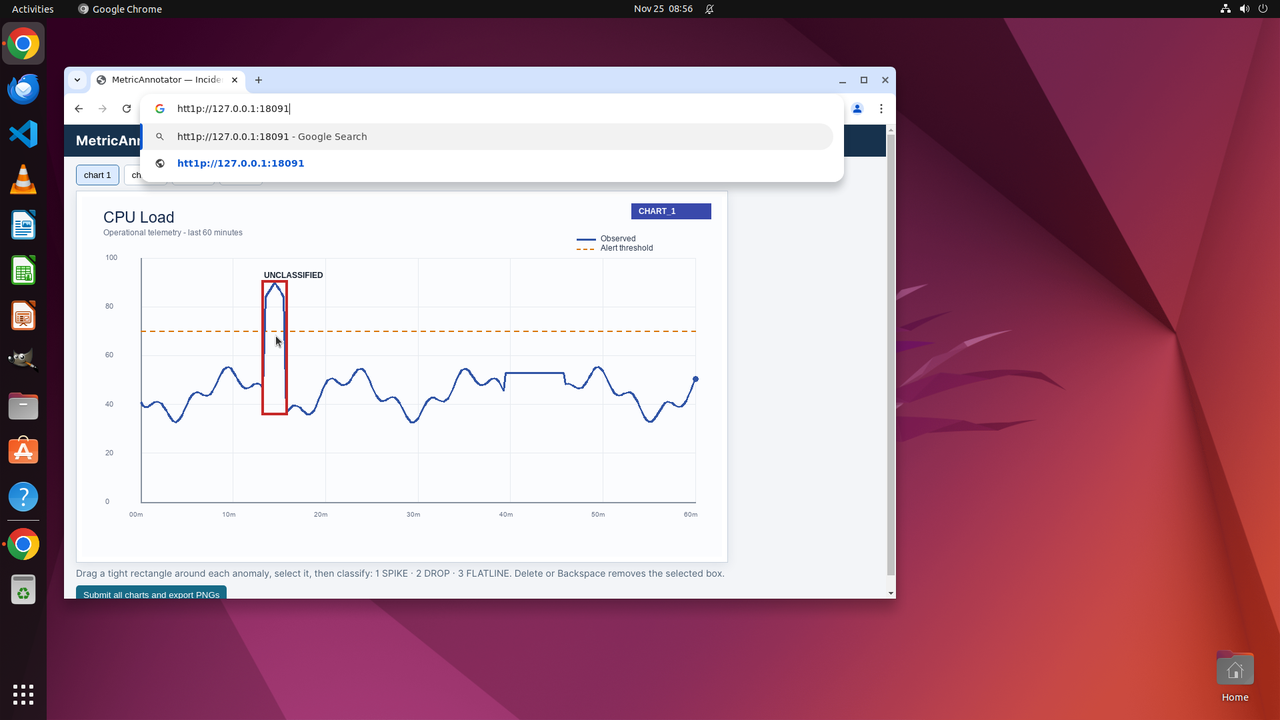 Activities
Google Chrome
Nov 25 08:56
MetricAnnotator — Incide
htt1p://127.0.0.1:18091
htt1p://127.0.0.1:18091 - Google Search
htt1p://127.0.0.1:18091
MetricAnn
chart 1
ch
CPU Load
CHART_1
Operational telemetry - last 60 minutes
Observed
Alert threshold
100
UNCLASSIFIED
80
60
40
20
0
00m
10m
20m
30m
40m
50m
60m
Drag a tight rectangle around each anomaly, select it, then classify: 1 SPIKE · 2 DROP · 3 FLATLINE. Delete or Backspace removes the selected box.
Submit all charts and export PNGs
Home